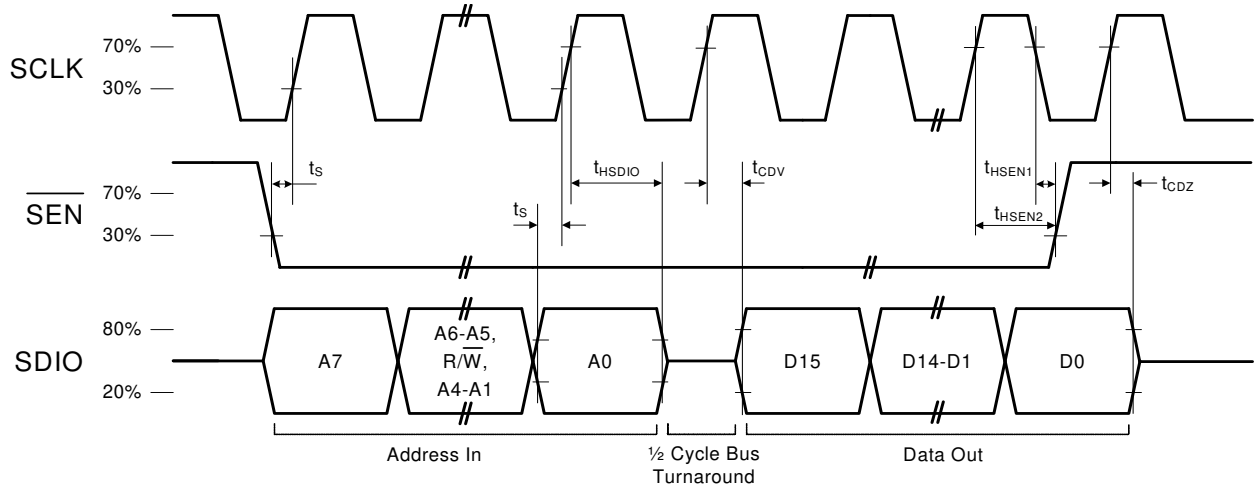 SCLK
70%
30%
SEN
70%
30%
tS
tS
tHSDIO
tCDV
tHSEN1
tHSEN2
tCDZ
SDIO
80%
20%
A7
A6-A5,
R/W,
A4-A1
A0
D15
D14-D1
D0
Address In
½ Cycle Bus
Turnaround
Data Out